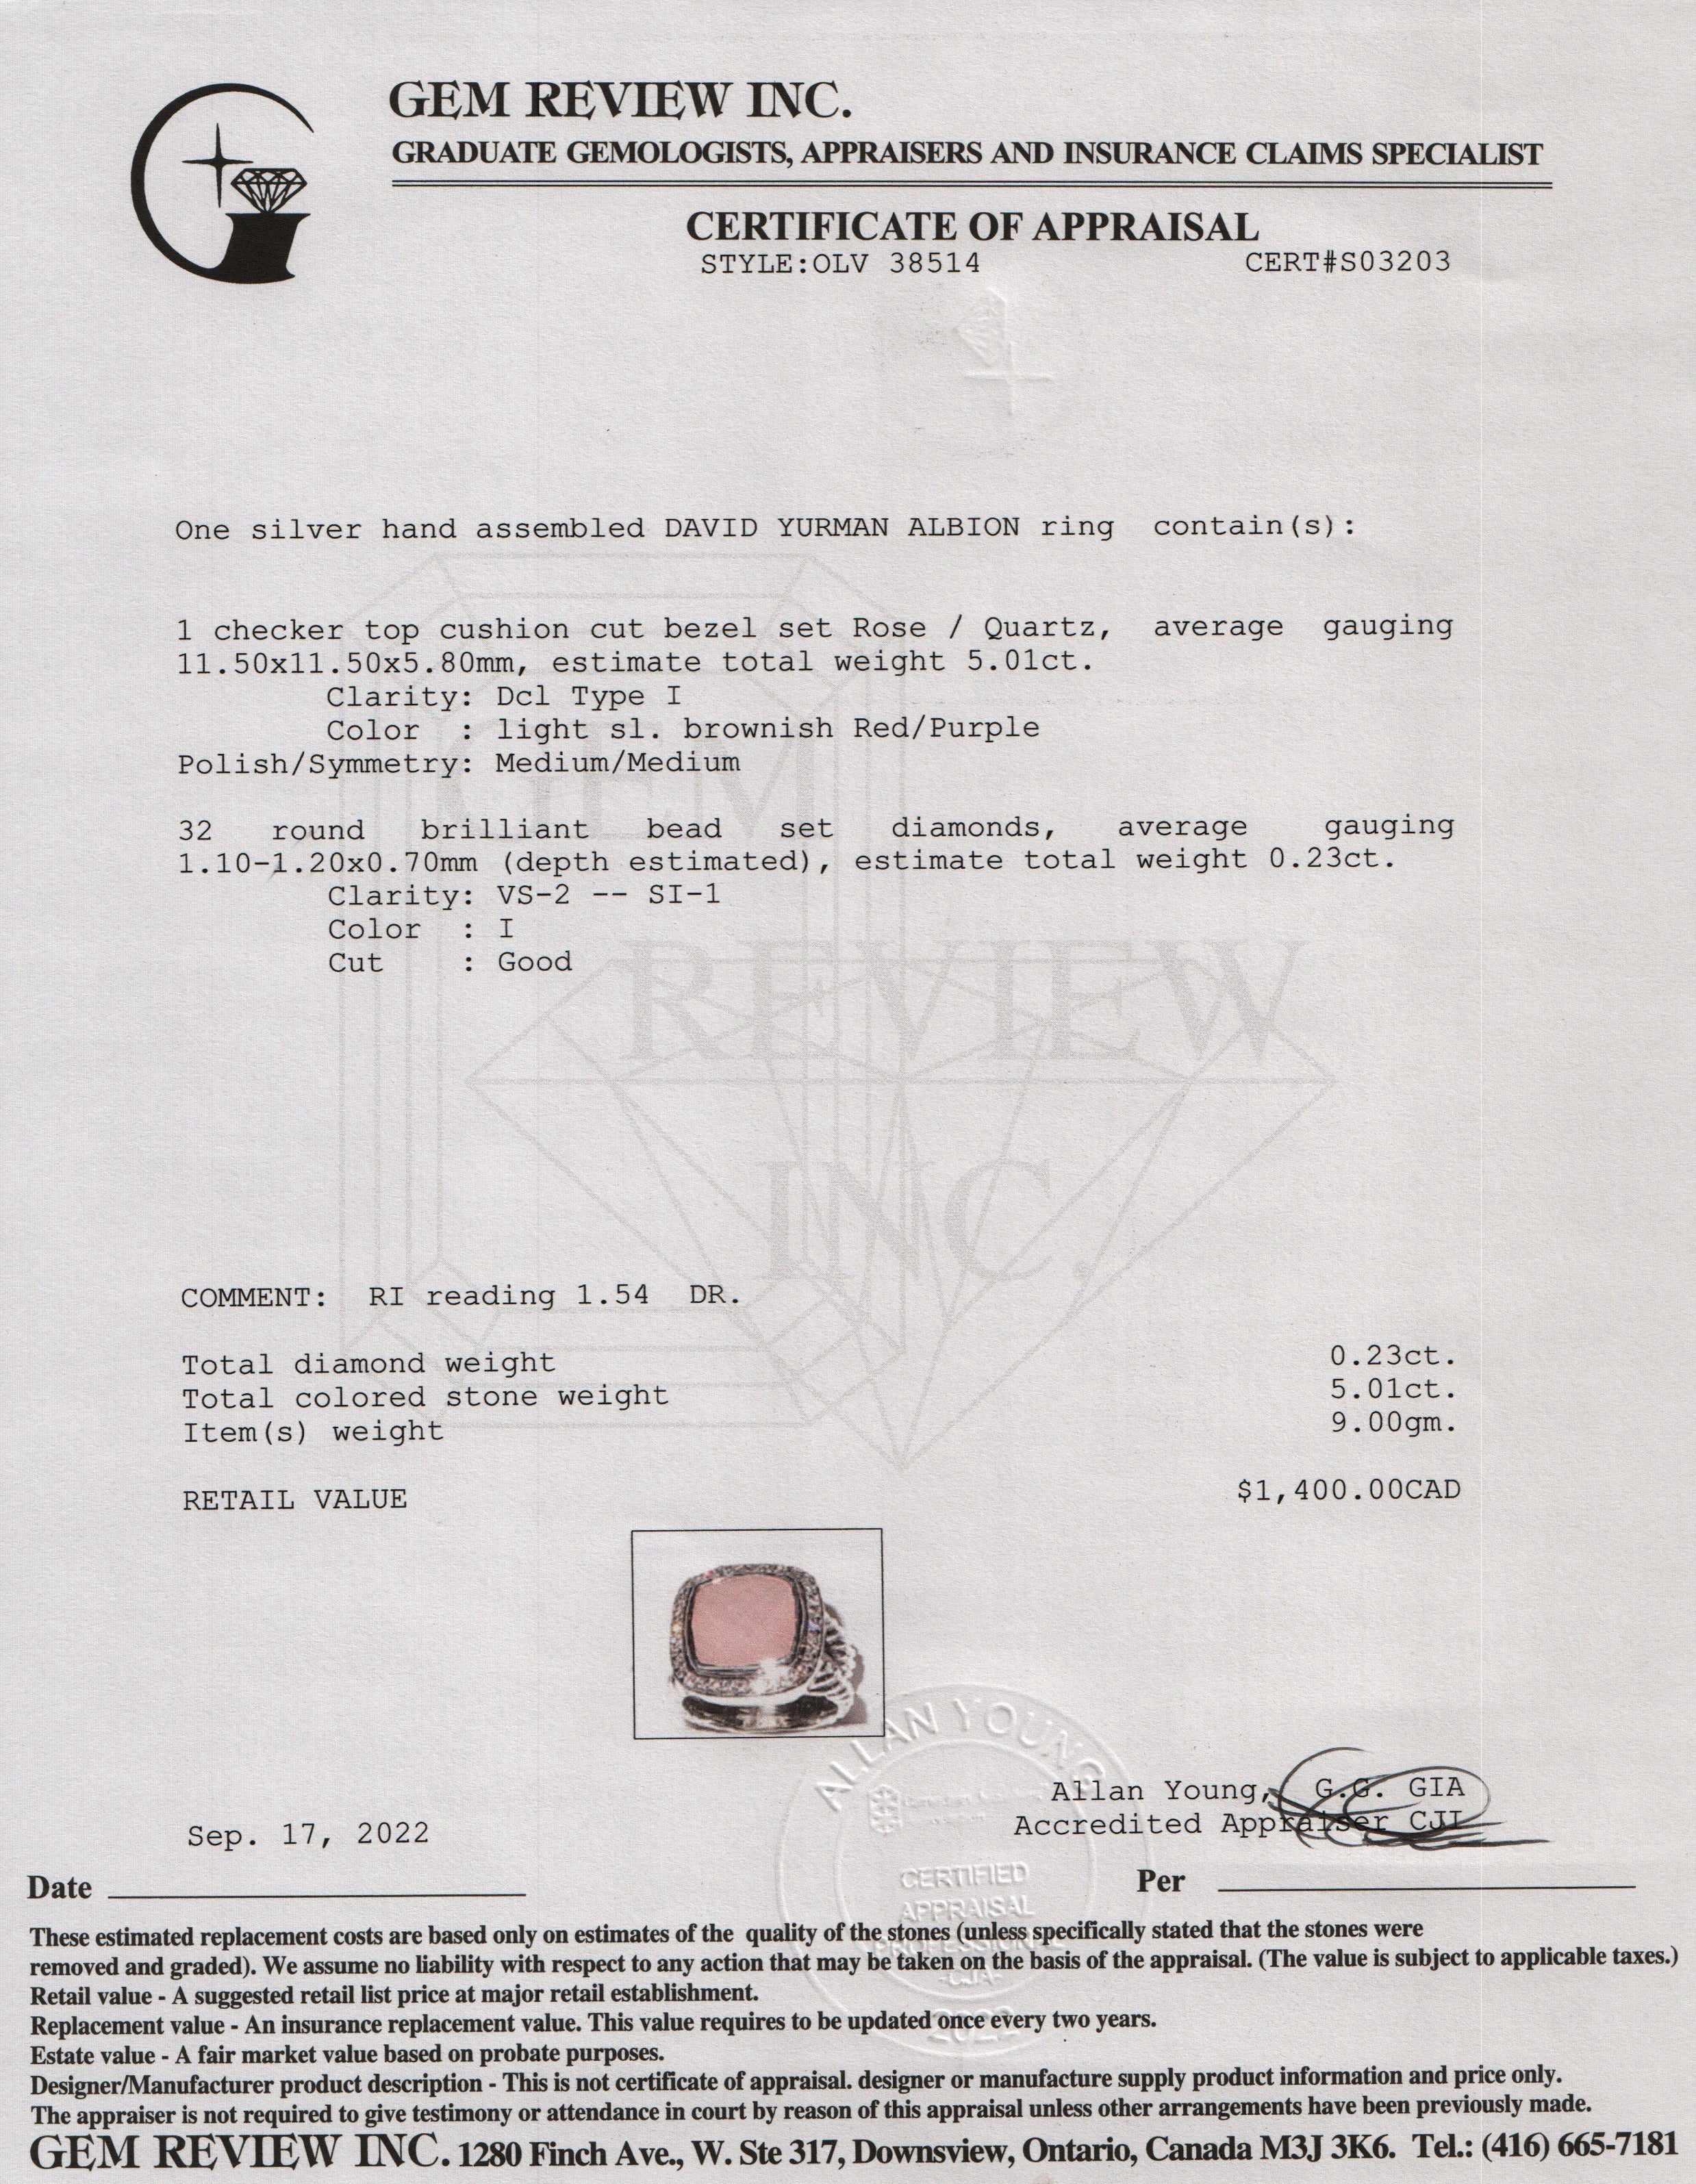 GEM REVIEW INC.
GRADUATE GEMOLOGISTS, APPRAISERS AND INSURANCE CLAIMS SPECIALIST
CERTIFICATE OF APPRAISAL
STYLE:OLV 38514 CERT#S03203
One silver hand assembled DAVID YURMAN ALBION ring contain(s):
1 checker top cushion cut bezel set Rose / Quartz, average gauging
11.50x11.50x5.80mm, estimate total weight 5.01ct.
Clarity: Dcl Type I
Color : light sl. brownish Red/Purple
Polish/Symmetry: Medium/Medium
GEM
32 round brilliant bead set diamonds, average gauging
1.10-1.20x0.70mm (depth estimated), estimate total weight 0.23ct.
Clarity: VS-2 -- SI-1
Color : I
Cut : Good
REVIEW
INC.
COMMENT: RI reading 1.54 DR.
Total diamond weight 0.23ct.
Total colored stone weight 5.01ct.
Item(s) weight 9.00gm.
RETAIL VALUE $1,400.00CAD
ALLAN YOUNG
Allan Young, G.G. GIA
Accredited Appraiser CJI
Sep. 17, 2022
CERTIFIED
APPRAISAL
PROFESSIONAL
-CJA-
2022
Date Per
These estimated replacement costs are based only on estimates of the quality of the stones (unless specifically stated that the stones were
removed and graded). We assume no liability with respect to any action that may be taken on the basis of the appraisal. (The value is subject to applicable taxes.)
Retail value - A suggested retail list price at major retail establishment.
Replacement value - An insurance replacement value. This value requires to be updated once every two years.
Estate value - A fair market value based on probate purposes.
Designer/Manufacturer product description - This is not certificate of appraisal. designer or manufacture supply product information and price only.
The appraiser is not required to give testimony or attendance in court by reason of this appraisal unless other arrangements have been previously made.
GEM REVIEW INC. 1280 Finch Ave., W. Ste 317, Downsview, Ontario, Canada M3J 3K6. Tel.: (416) 665-7181